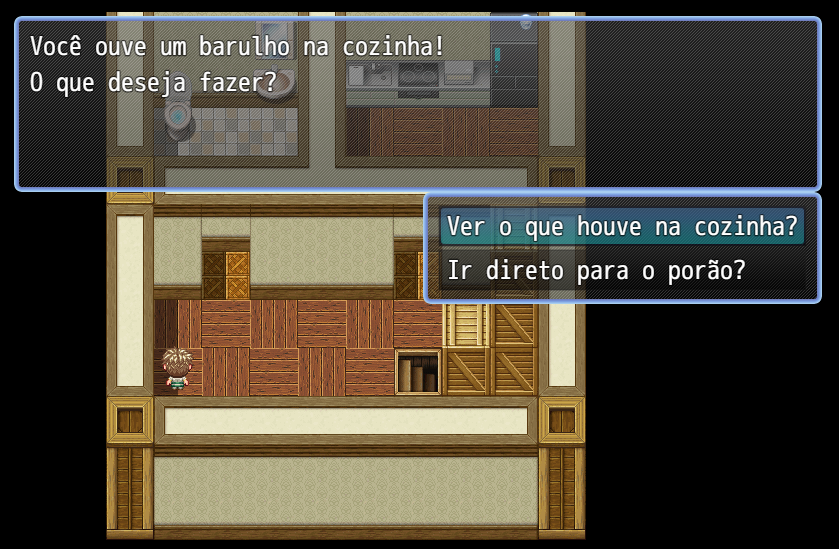 Você ouve um barulho na cozinha!
O que deseja fazer?
Ver o que houve na cozinha?
Ir direto para o porão?